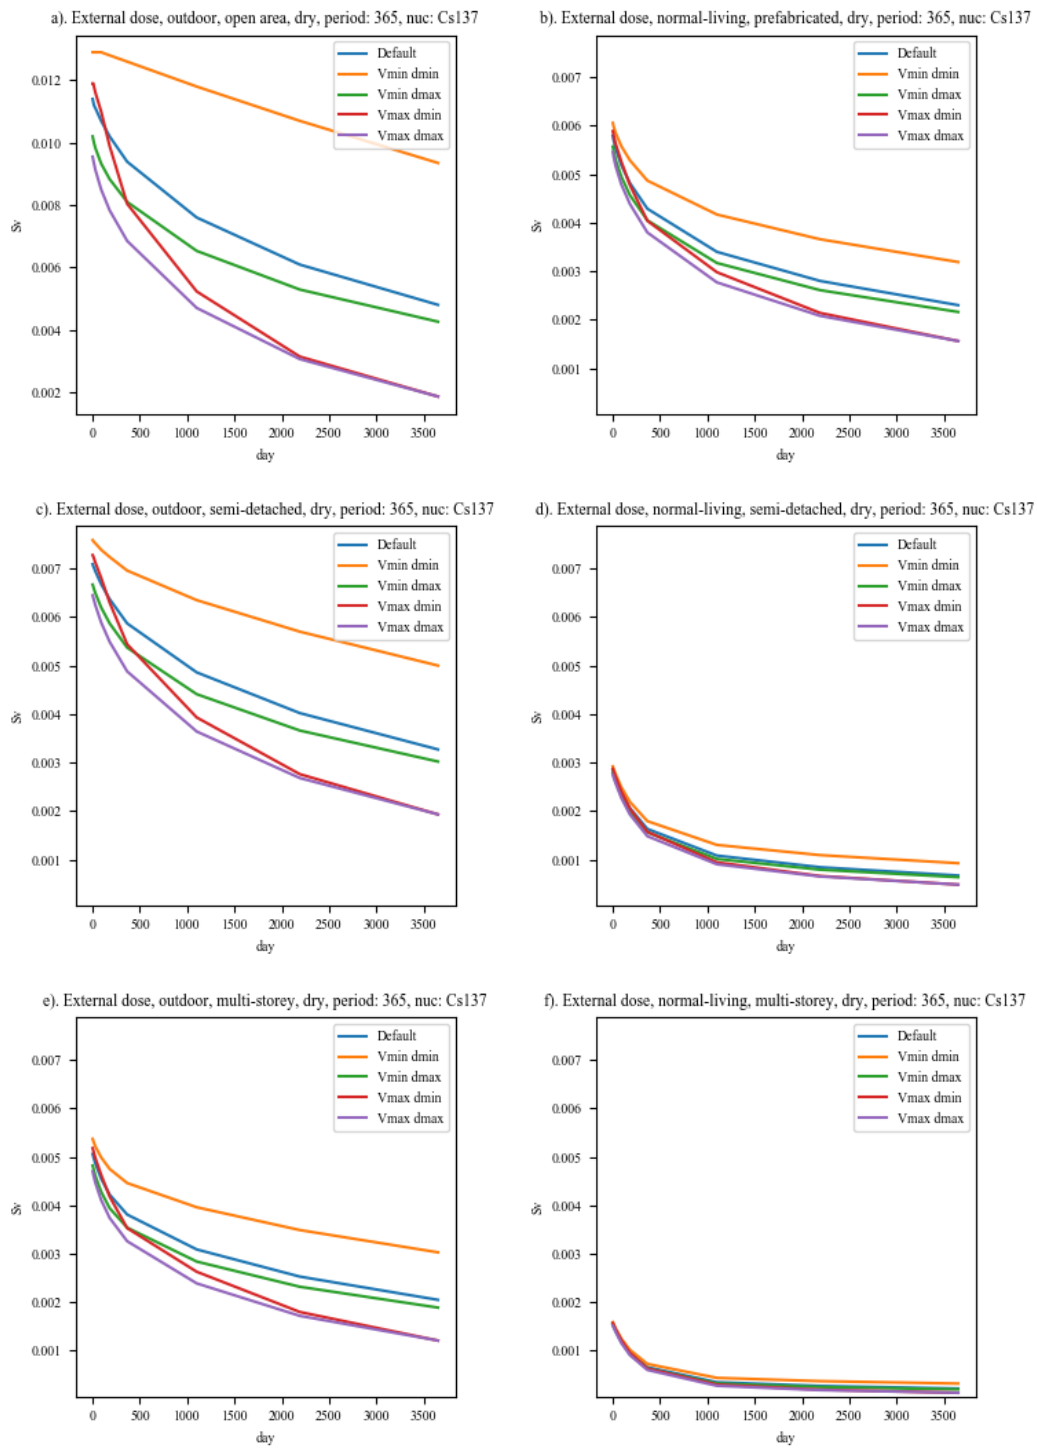 a). External dose, outdoor, open area, dry, period: 365, nuc: Cs137
Default
Vmin dmin
Vmin dmax
Vmax dmin
Vmax dmax
0.012
0.010
0.008
0.006
0.004
0.002
Sv
0 500 1000 1500 2000 2500 3000 3500
day
b). External dose, normal-living, prefabricated, dry, period: 365, nuc: Cs137
Default
Vmin dmin
Vmin dmax
Vmax dmin
Vmax dmax
0.007
0.006
0.005
0.004
0.003
0.002
0.001
Sv
0 500 1000 1500 2000 2500 3000 3500
day
c). External dose, outdoor, semi-detached, dry, period: 365, nuc: Cs137
Default
Vmin dmin
Vmin dmax
Vmax dmin
Vmax dmax
0.007
0.006
0.005
0.004
0.003
0.002
0.001
Sv
0 500 1000 1500 2000 2500 3000 3500
day
d). External dose, normal-living, semi-detached, dry, period: 365, nuc: Cs137
Default
Vmin dmin
Vmin dmax
Vmax dmin
Vmax dmax
0.007
0.006
0.005
0.004
0.003
0.002
0.001
Sv
0 500 1000 1500 2000 2500 3000 3500
day
e). External dose, outdoor, multi-storey, dry, period: 365, nuc: Cs137
Default
Vmin dmin
Vmin dmax
Vmax dmin
Vmax dmax
0.007
0.006
0.005
0.004
0.003
0.002
0.001
Sv
0 500 1000 1500 2000 2500 3000 3500
day
f). External dose, normal-living, multi-storey, dry, period: 365, nuc: Cs137
Default
Vmin dmin
Vmin dmax
Vmax dmin
Vmax dmax
0.007
0.006
0.005
0.004
0.003
0.002
0.001
Sv
0 500 1000 1500 2000 2500 3000 3500
day